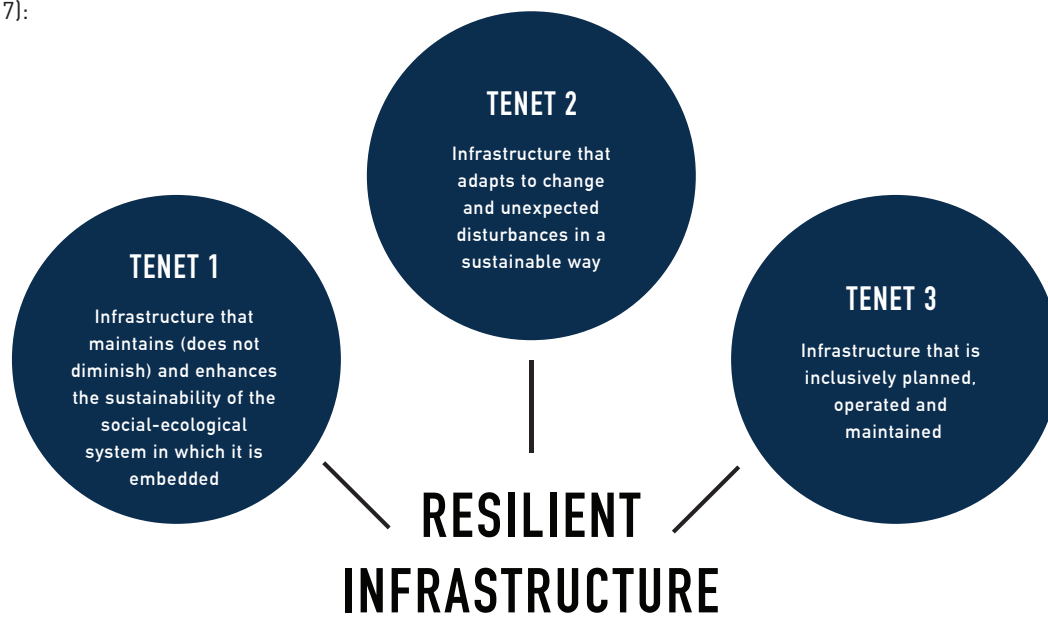 7):
TENET 1
Infrastructure that
maintains (does not
diminish) and enhances
the sustainability of the
social-ecological
system in which it is
embedded
TENET 2
Infrastructure that
adapts to change
and unexpected
disturbances in a
sustainable way
TENET 3
Infrastructure that is
inclusively planned,
operated and
maintained
RESILIENT
INFRASTRUCTURE